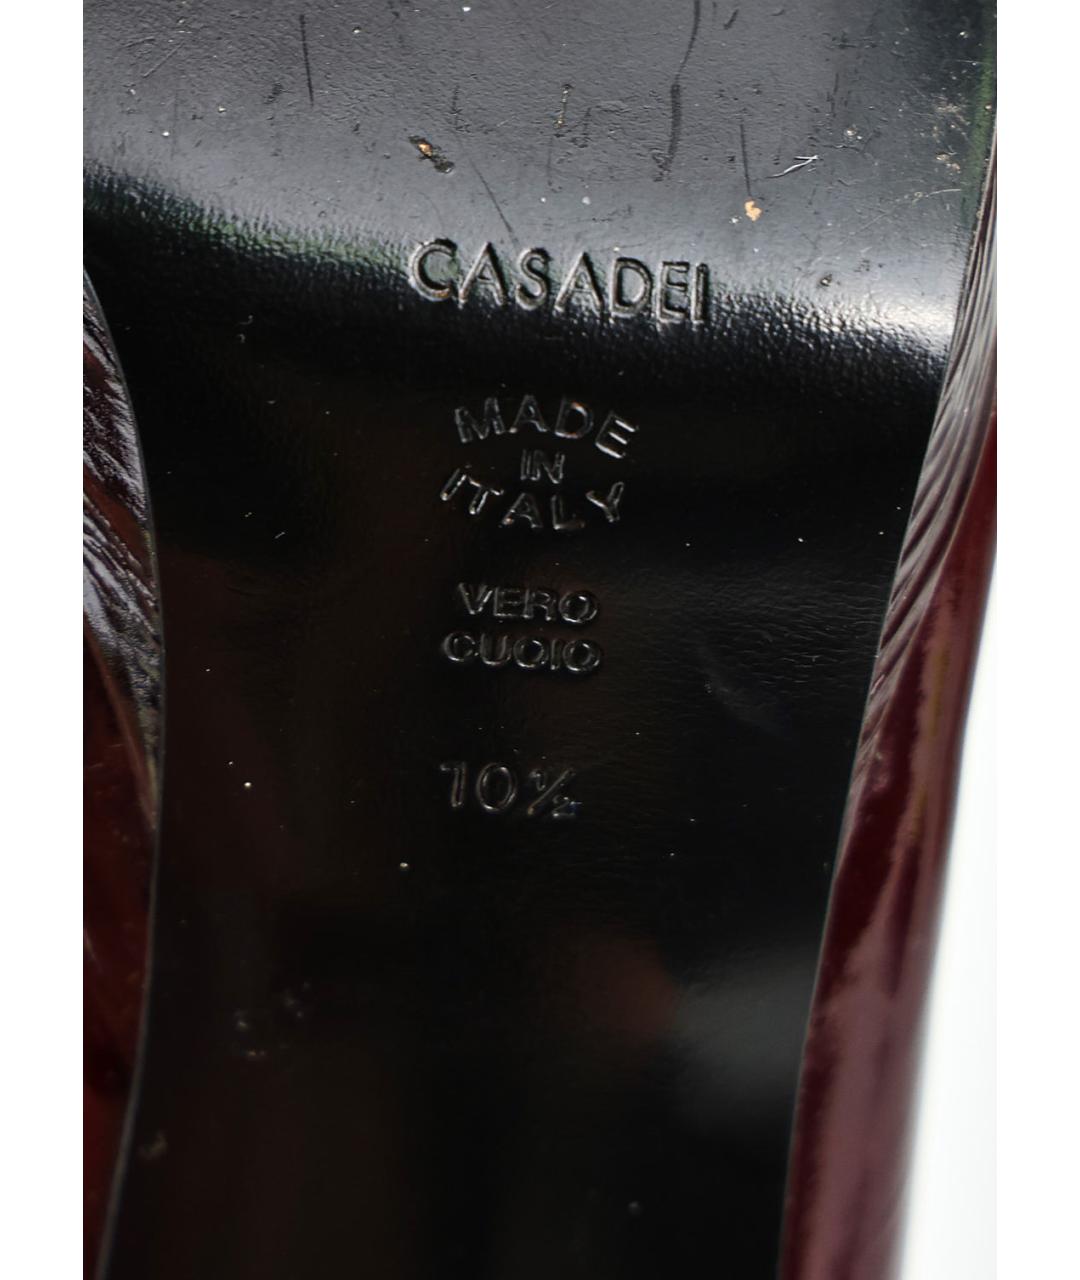 CASADEI
MADE
IN
ITALY
VERO
CUOIO
10½